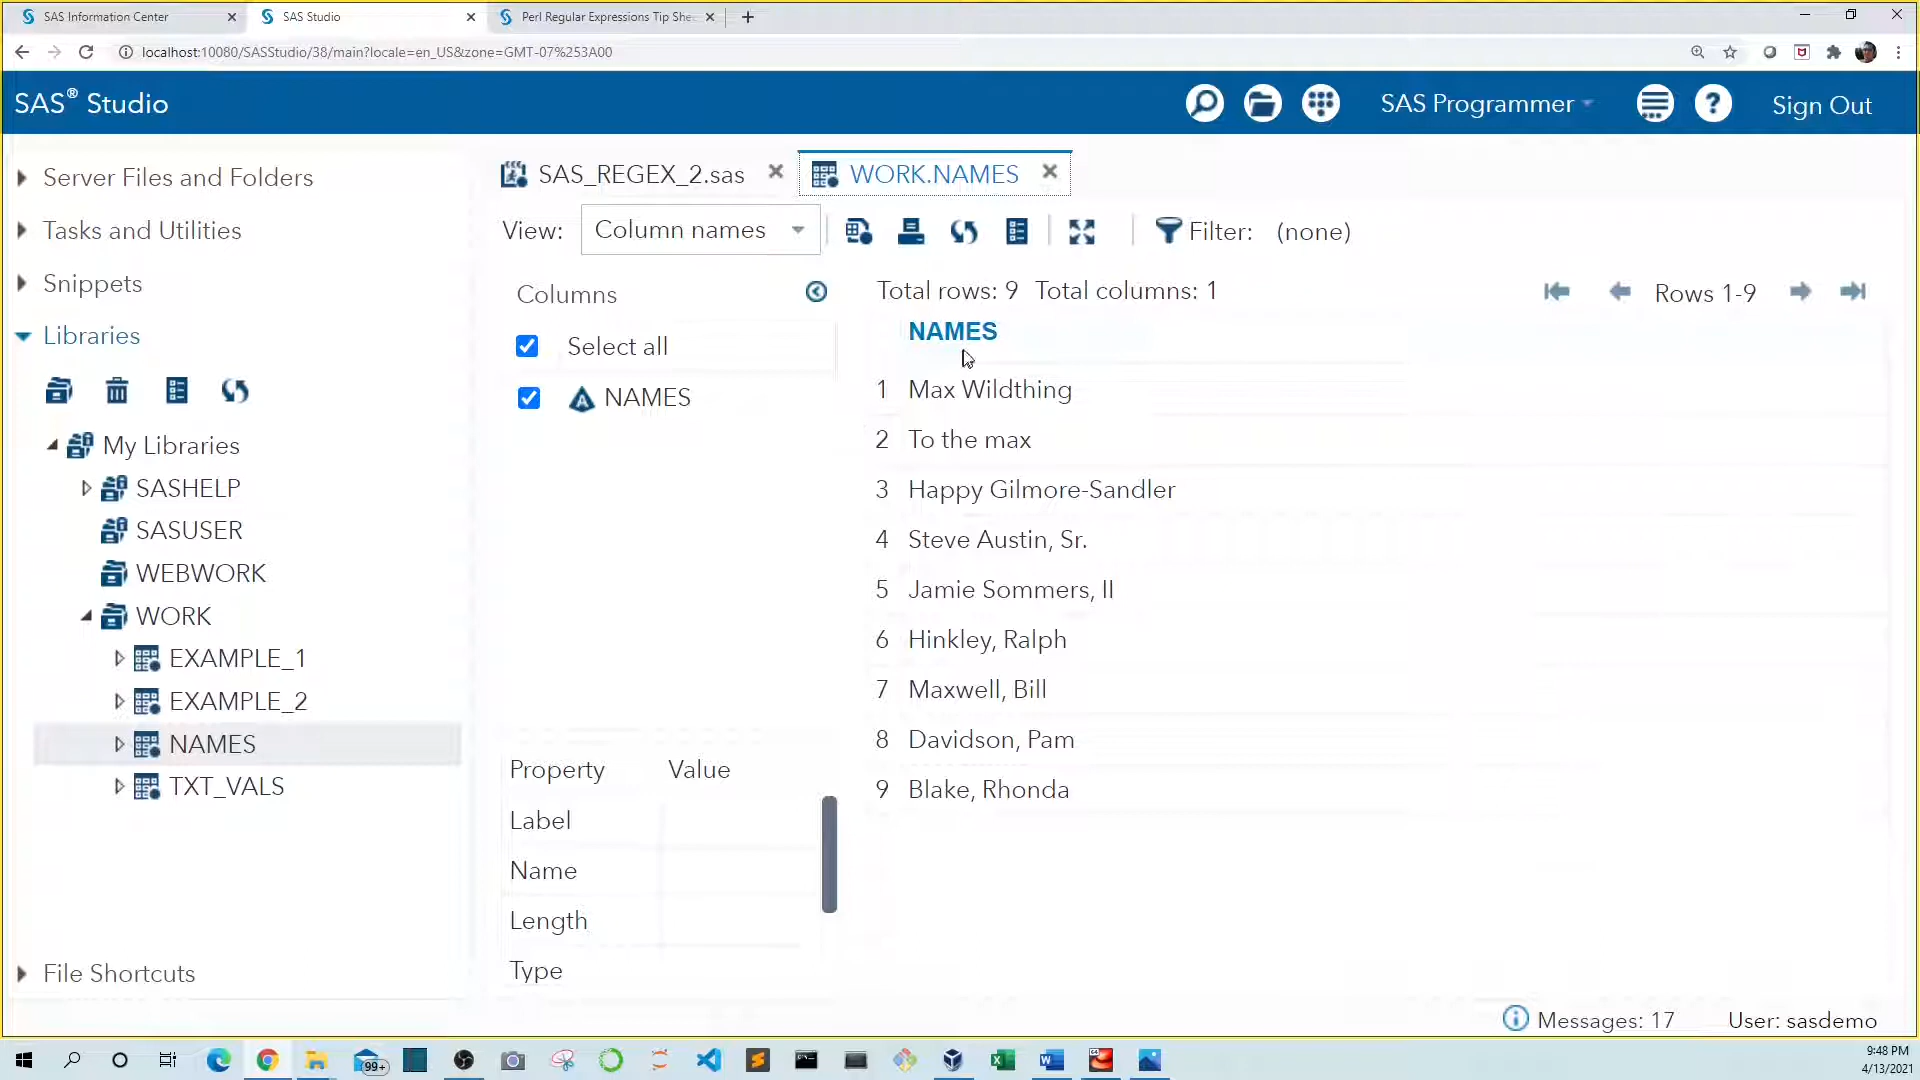 SAS Information Center
SAS Studio
Perl Regular Expressions Tip She
localhost:10080/SASStudio/38/main?locale=en_US&zone=GMT-07%253A00
SAS® Studio
SAS Programmer
Sign Out
Server Files and Folders
Tasks and Utilities
Snippets
Libraries
My Libraries
SASHELP
SASUSER
WEBWORK
WORK
EXAMPLE_1
EXAMPLE_2
NAMES
TXT_VALS
File Shortcuts
SAS_REGEX_2.sas
WORK.NAMES
View: Column names
Filter: (none)
Columns
Select all
NAMES
Property Value
Label
Name
Length
Type
Total rows: 9 Total columns: 1
Rows 1-9
NAMES
1 Max Wildthing
2 To the max
3 Happy Gilmore-Sandler
4 Steve Austin, Sr.
5 Jamie Sommers, II
6 Hinkley, Ralph
7 Maxwell, Bill
8 Davidson, Pam
9 Blake, Rhonda
Messages: 17
User: sasdemo
99+
9:48 PM
4/13/2021